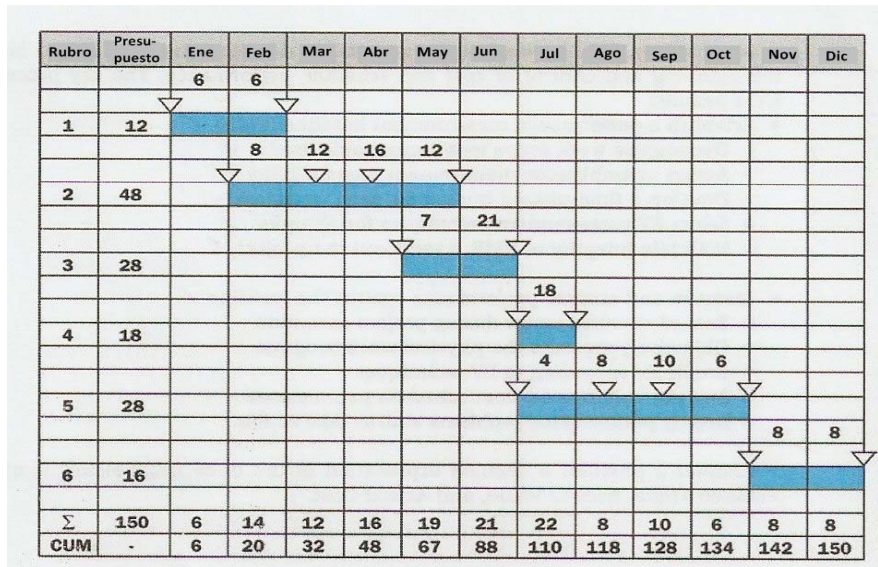 Rubro Presu-puesto Ene Feb Mar Abr May Jun Jul Ago Sep Oct Nov Dic
6 6
1 12
8 12 16 12
2 48
7 21
3 28
18
4 18
4 8 10 6
5 28
8 8
6 16
Σ 150 6 14 12 16 19 21 22 8 10 6 8 8
CUM - 6 20 32 48 67 88 110 118 128 134 142 150